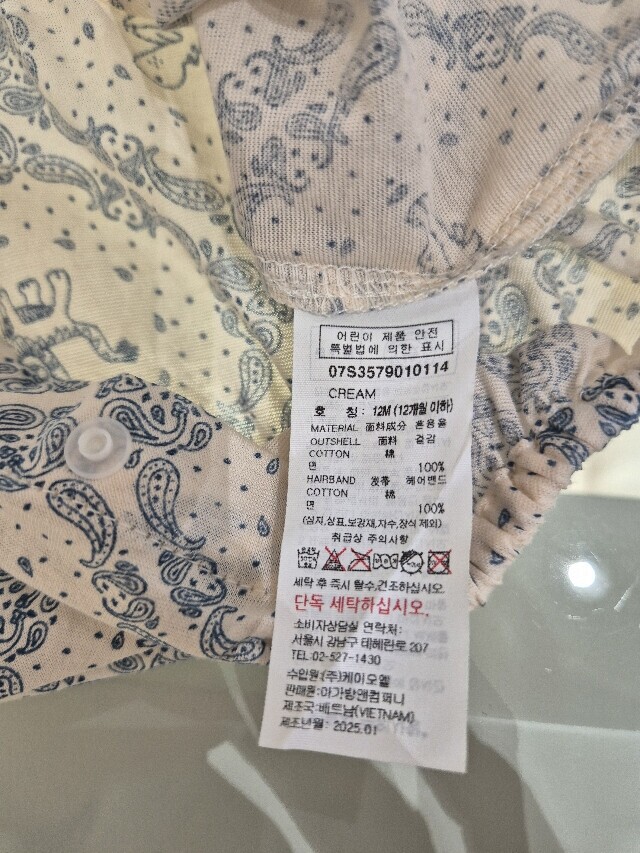 어린이 제품 안전
특별법에 의한 표시
07S3579010114
CREAM
호 칭 : 12M (12개월 이하)
MATERIAL 面料成分 혼용율
OUTSHELL 面料 겉감
COTTON 棉
면 100%
HAIRBAND 发带 헤어밴드
COTTON 棉
면 100%
(심지,상표,보강재,자수,장식 제외)
취급상 주의사항
세탁 후 즉시 탈수,건조하십시오.
단독 세탁하십시오.
소비자상담실 연락처:
서울시 강남구 테헤란로 207
TEL:02-527-1430
수입원:(주)케이오엘
판매원:아가방앤컴퍼니
제조국:베트남(VIETNAM)
제조년월 : 2025.01